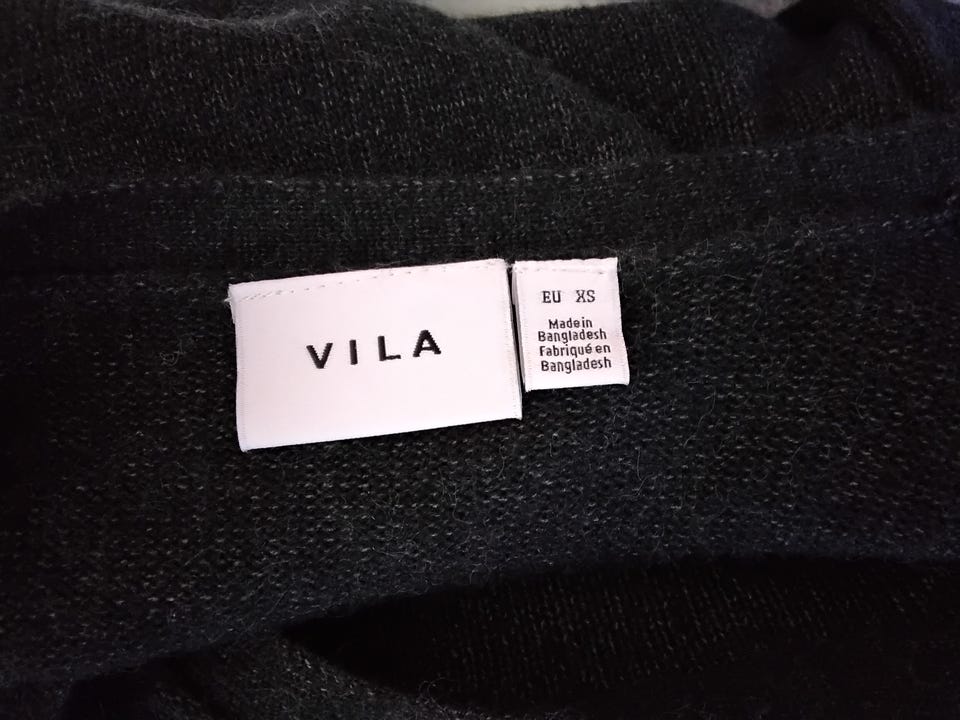 VILA
EU XS
Made in
Bangladesh
Fabriqué en
Bangladesh